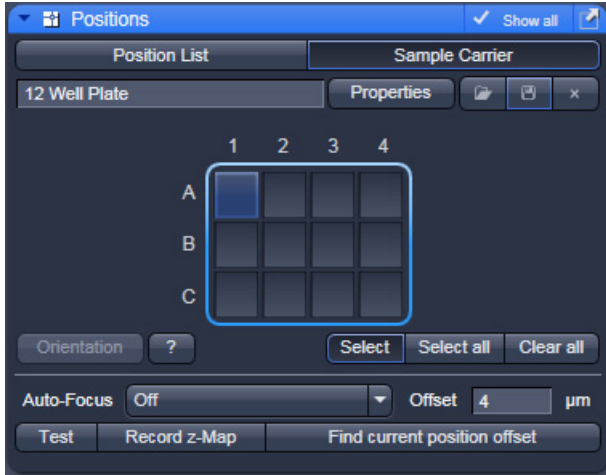 Positions Show all
Position List Sample Carrier
12 Well Plate Properties
1 2 3 4
A
B
C
Orientation ? Select Select all Clear all
Auto-Focus Off Offset 4 µm
Test Record z-Map Find current position offset